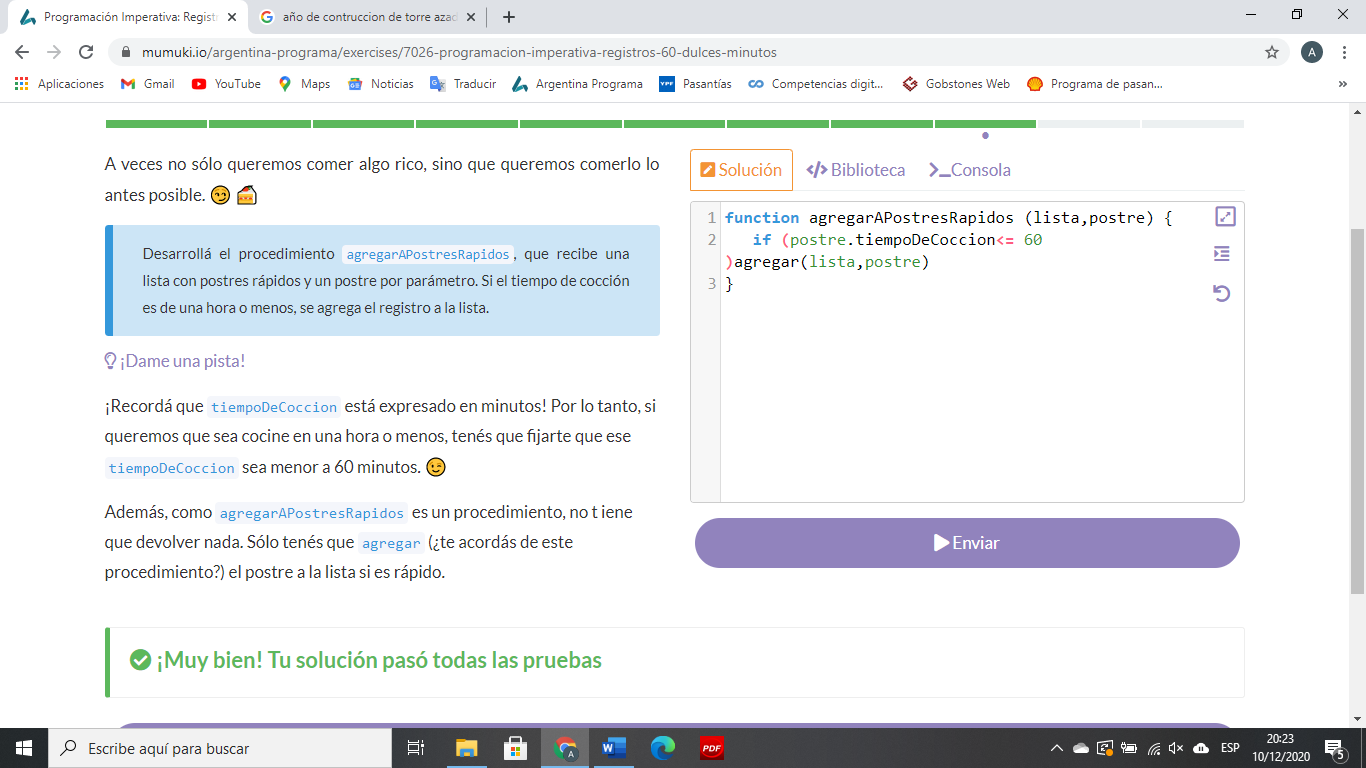 Programación Imperativa: Registr
año de contruccion de torre azad
mumuki.io/argentina-programa/exercises/7026-programacion-imperativa-registros-60-dulces-minutos
A
Aplicaciones
Gmail
YouTube
Maps
Noticias
Traducir
Argentina Programa
YPF
Pasantías
Competencias digit...
Gobstones Web
Programa de pasan...
»
A veces no sólo queremos comer algo rico, sino que queremos comerlo lo
antes posible.
Desarrollá el procedimiento agregarAPostresRapidos, que recibe una
lista con postres rápidos y un postre por parámetro. Si el tiempo de cocción
es de una hora o menos, se agrega el registro a la lista.
¡Dame una pista!
¡Recordá que tiempoDeCoccion está expresado en minutos! Por lo tanto, si
queremos que sea cocine en una hora o menos, tenés que fijarte que ese
tiempoDeCoccion sea menor a 60 minutos.
Además, como agregarAPostresRapidos es un procedimiento, no t iene
que devolver nada. Sólo tenés que agregar (¿te acordás de este
procedimiento?) el postre a la lista si es rápido.
Solución
Biblioteca
Consola
1 function agregarAPostresRapidos (lista,postre) {
2 if (postre.tiempoDeCoccion<= 60
)agregar(lista,postre)
3 }
Enviar
¡Muy bien! Tu solución pasó todas las pruebas
Escribe aquí para buscar
A
W
PDF
ESP
20:23
10/12/2020
5